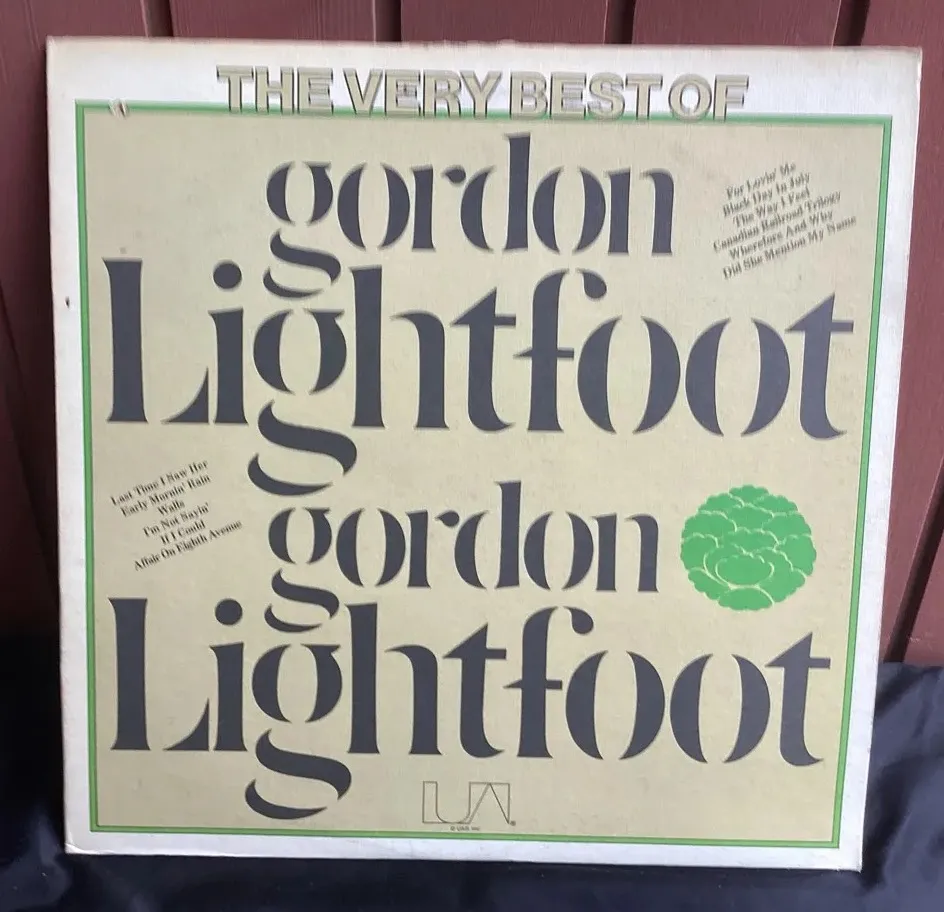 THE VERY BEST OF
gordon
For Lovin' Me
Black Day In July
The Way I Feel
Canadian Railroad Trilogy
Wherefore And Why
Did She Mention My Name
Lightfoot
Last Time I Saw Her
Early Mornin' Rain
Walls
I'm Not Sayin'
If I Could
Affair On Eighth Avenue
gordon
Lightfoot
UA